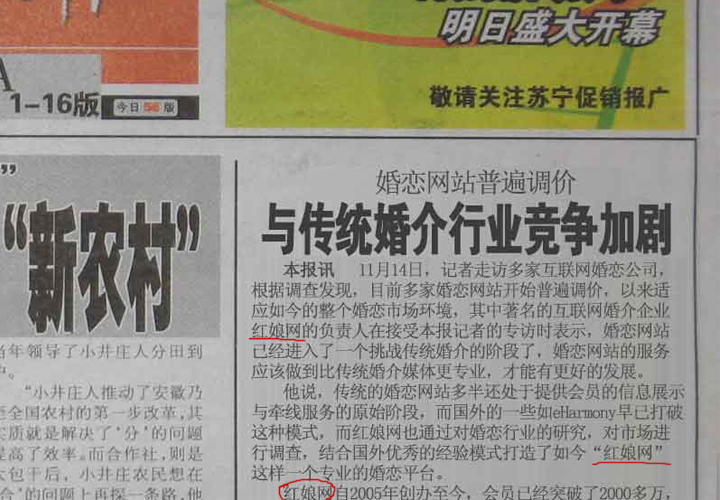 明日盛大开幕
敬请关注苏宁促销报广
A
1-16版
今日56版
”
“新农村”
当年领导了小井庄人分田到
户。
“小井庄人推动了安徽乃
至全国农村的第一步改革,其
实质就是解决了‘分’的问题
提高了效率。而合作社,则是
大包干后,小井庄农民想在
‘合’的问题上再探一条路,他
婚恋网站普遍调价
与传统婚介行业竞争加剧
本报讯 11月14日,记者走访多家互联网婚恋公司,
根据调查发现,目前多家婚恋网站开始普遍调价,以来适
应如今的整个婚恋市场环境,其中著名的互联网婚介企业
红娘网的负责人在接受本报记者的专访时表示,婚恋网站
已经进入了一个挑战传统婚介的阶段了,婚恋网站的服务
应该做到比传统婚介媒体更专业,才能有更好的发展。
他说,传统的婚恋网站多半还处于提供会员的信息展示
与牵线服务的原始阶段,而国外的一些如eHarmony早已打破
这种模式,而红娘网也通过对婚恋行业的研究,对市场进
行调查,结合国外优秀的经验模式打造了如今“红娘网”
这样一个专业的婚恋平台。
红娘网自2005年创办至今,会员已经突破了2000多万,